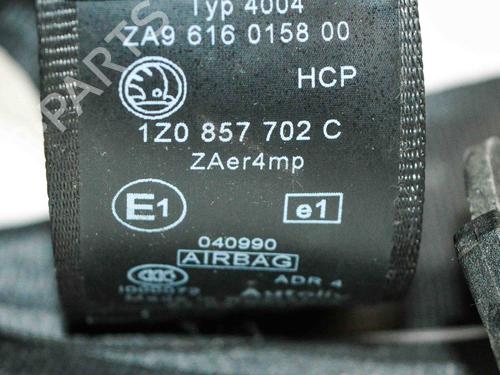 Typ 4004
ZA9 616 0158 00
HCP
1Z0 857 702 C
ZAer4mp
E1 e1
040990
AIRBAG
ADR 4
PARTS